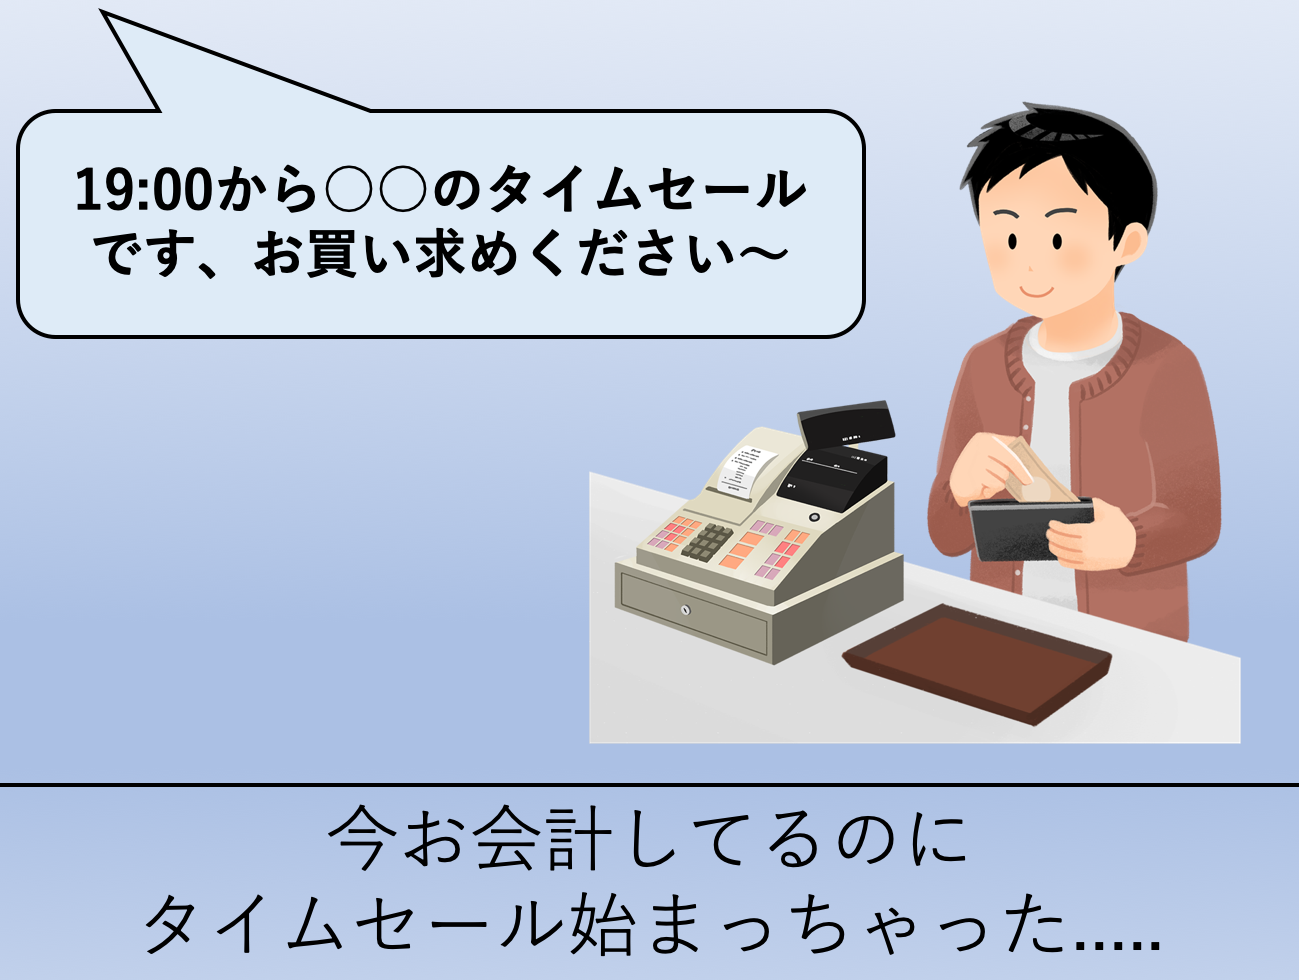 19:00から○○のタイムセール
です、お買い求めください～
今お会計してるのに
タイムセール始まっちゃった.....